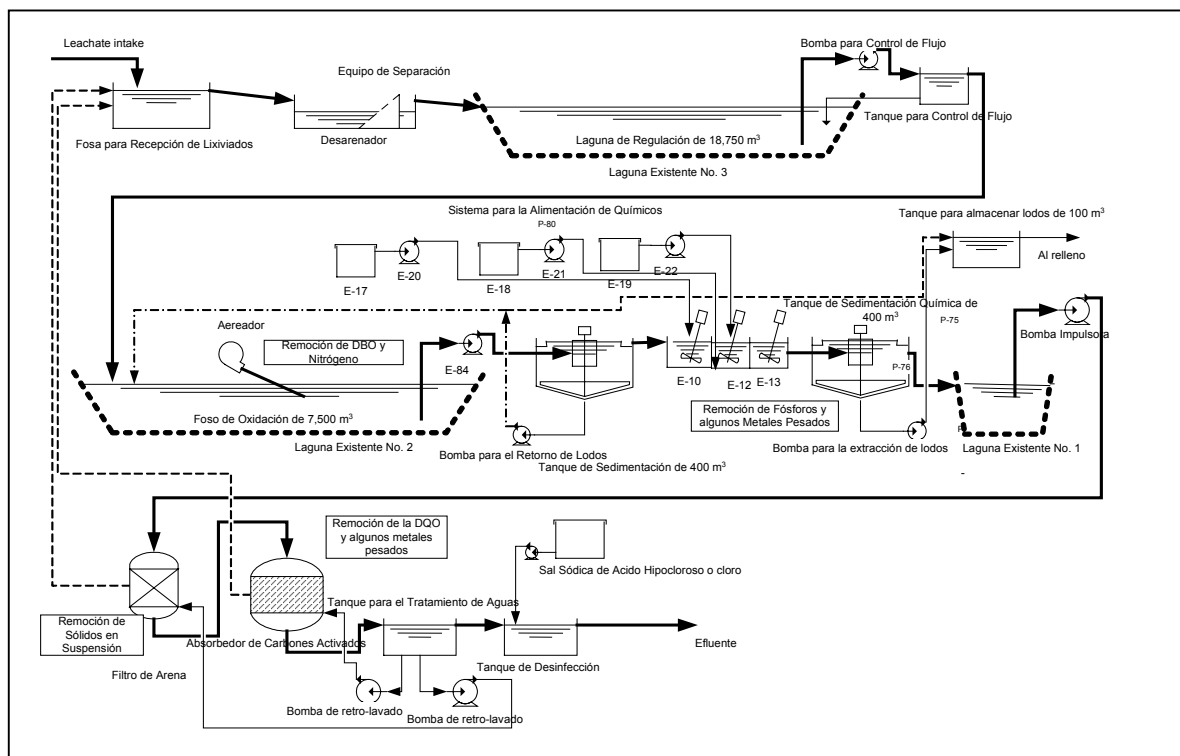 Leachate intake
Bomba para Control de Flujo
Equipo de Separación
Desarenador
Fosa para Recepción de Lixiviados
Laguna de Regulación de 18,750 m³
Laguna Existente No. 3
Tanque para Control de Flujo
Sistema para la Alimentación de Químicos
P-80
Tanque para almacenar lodos de 100 m³
Al relleno
E-20
E-21
E-22
E-17
E-18
E-19
Tanque de Sedimentación Química de
400 m³
P-75
Bomba Impulsora
Aereador
Remoción de DBO y
Nitrógeno
E-84
P-76
E-10
E-12
E-13
Remoción de Fósforos y
algunos Metales Pesados
Foso de Oxidación de 7,500 m³
Laguna Existente No. 2
Bomba para el Retorno de Lodos
Tanque de Sedimentación de 400 m³
Bomba para la extracción de lodos
Laguna Existente No. 1
Remoción de la DQO
y algunos metales
pesados
Sal Sódica de Acido Hipocloroso o cloro
Tanque para el Tratamiento de Aguas
Remoción de
Sólidos en
Suspensión
Absorbedor de Carbones Activados
Efluente
Tanque de Desinfección
Filtro de Arena
Bomba de retro-lavado
Bomba de retro-lavado